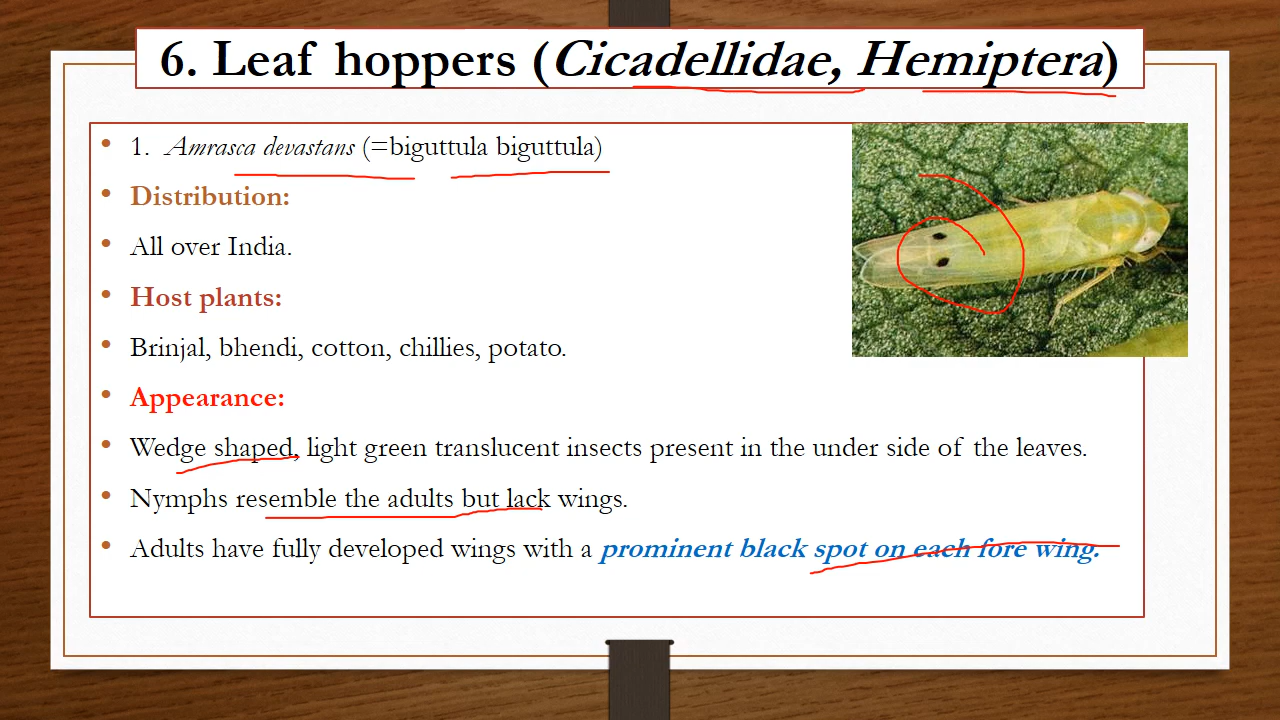 6. Leaf hoppers (Cicadellidae, Hemiptera)
• 1. Amrasca devastans (=biguttula biguttula)
• Distribution:
• All over India.
• Host plants:
• Brinjal, bhendi, cotton, chillies, potato.
• Appearance:
• Wedge shaped, light green translucent insects present in the under side of the leaves.
• Nymphs resemble the adults but lack wings.
• Adults have fully developed wings with a prominent black spot on each fore wing.